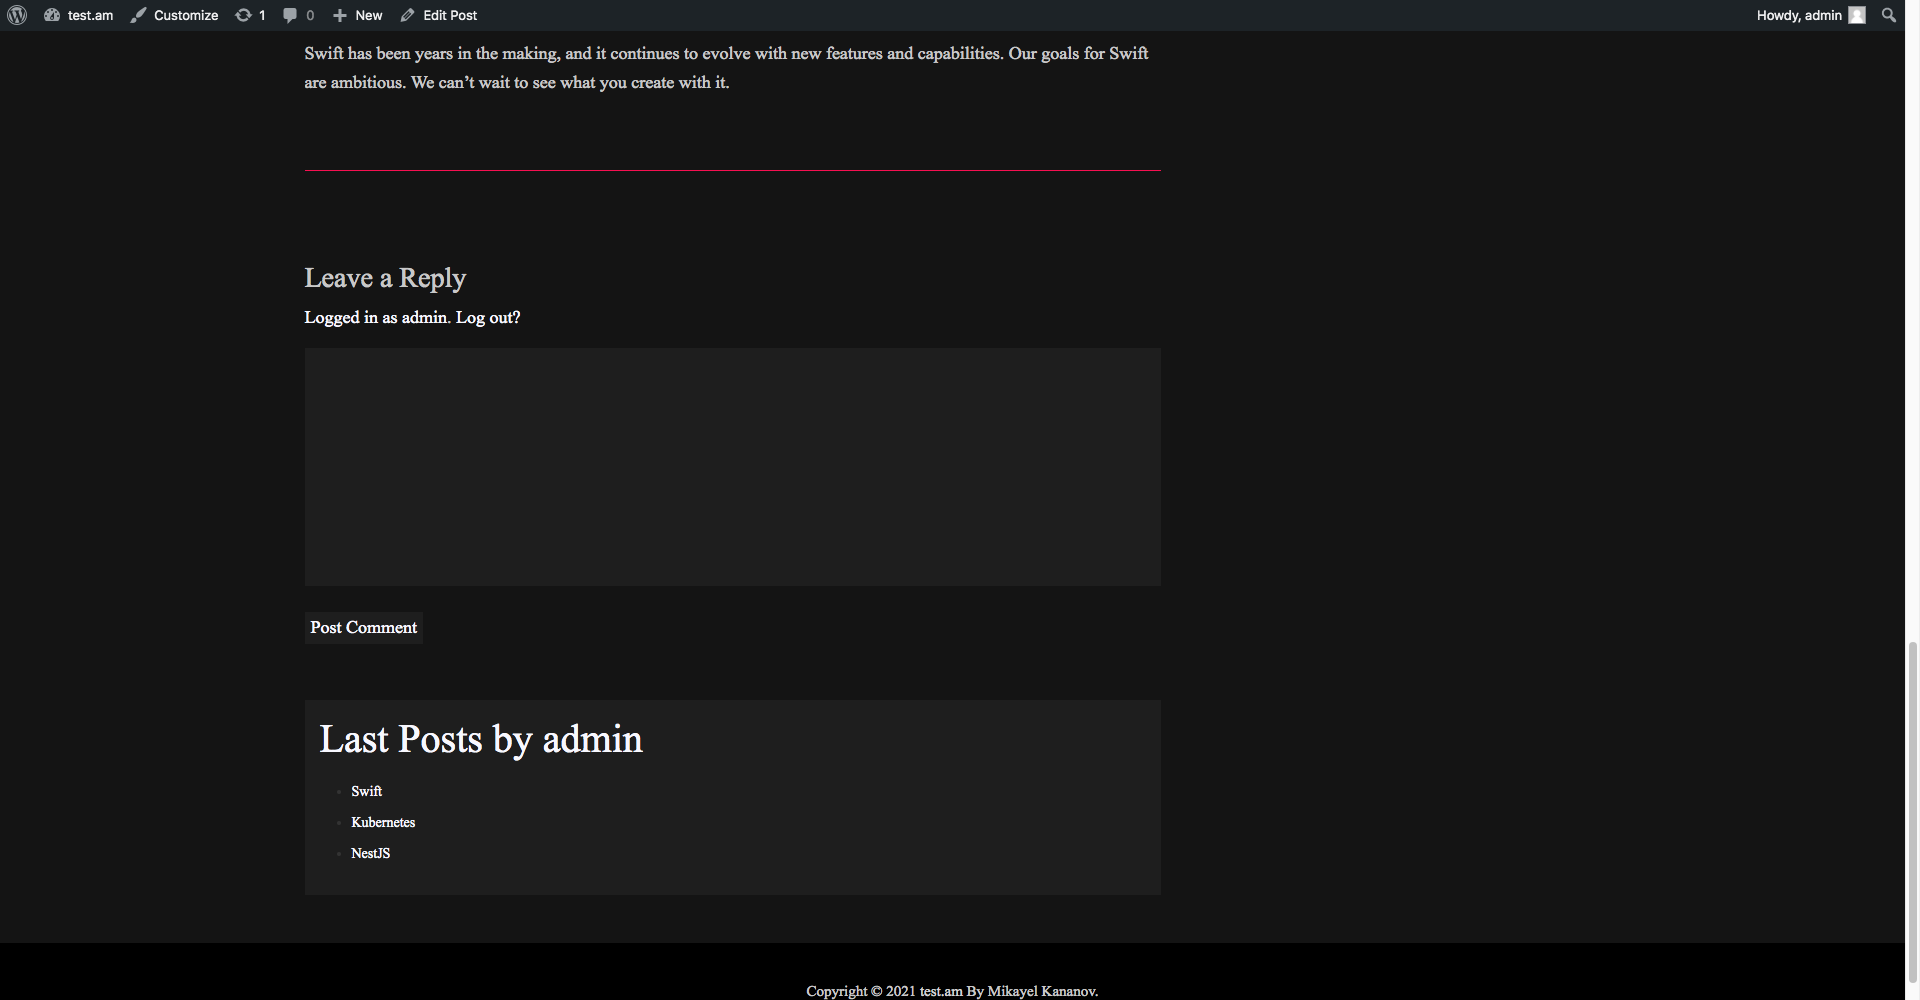 test.am Customize 1 0 New Edit Post Howdy, admin
Swift has been years in the making, and it continues to evolve with new features and capabilities. Our goals for Swift
are ambitious. We can’t wait to see what you create with it.
Leave a Reply
Logged in as admin. Log out?
Post Comment
Last Posts by admin
Swift
Kubernetes
NestJS
Copyright © 2021 test.am By Mikayel Kananov.